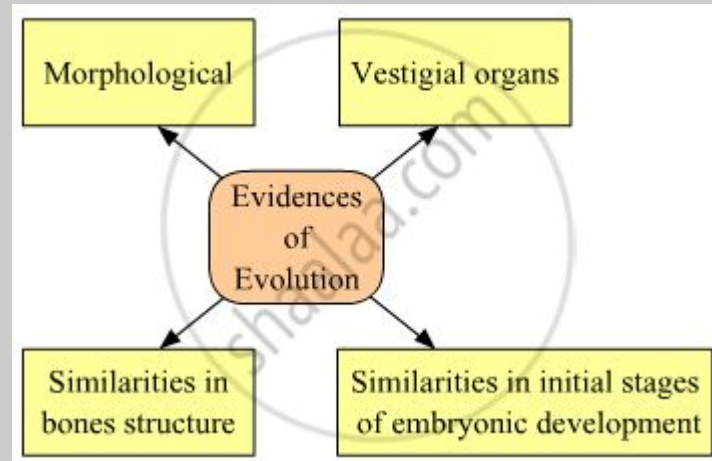 Morphological
Vestigial organs
Evidences
of
Evolution
Similarities in
bones structure
Similarities in initial stages
of embryonic development
shaalaa.com